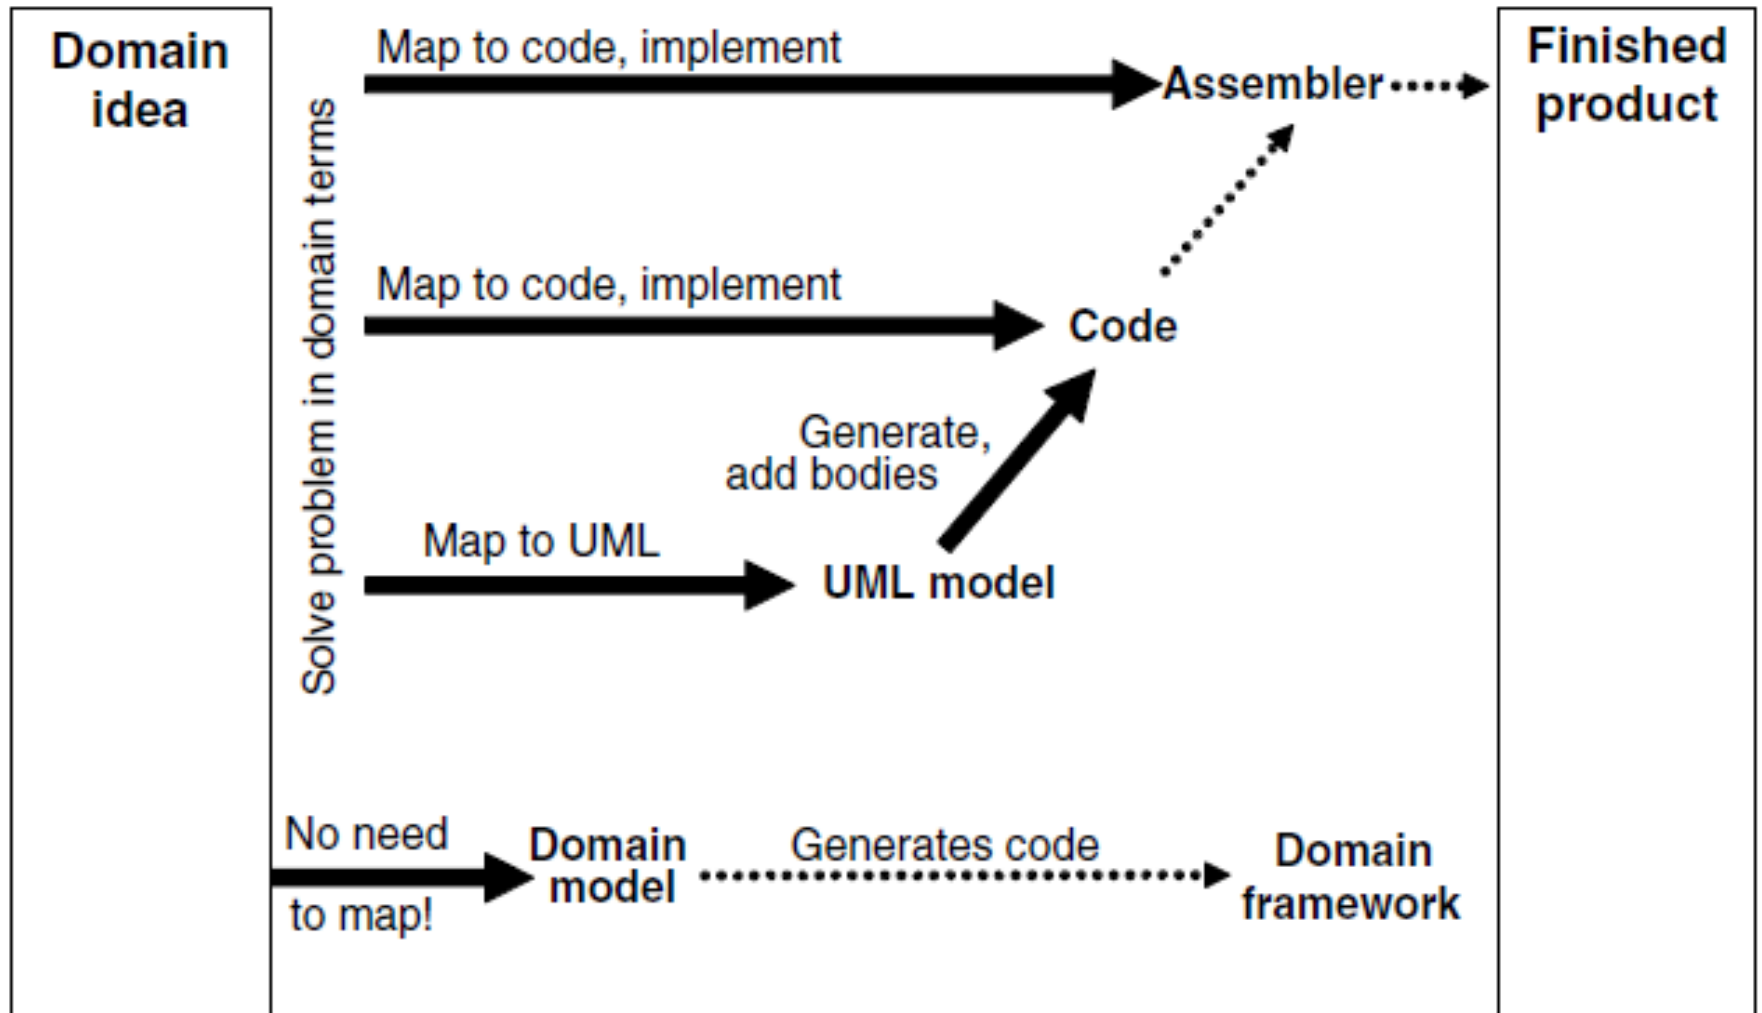 Domain
idea
Solve problem in domain terms
Map to code, implement
Assembler
Finished
product
Map to code, implement
Code
Generate,
add bodies
Map to UML
UML model
No need
to map!
Domain
model
Generates code
Domain
framework